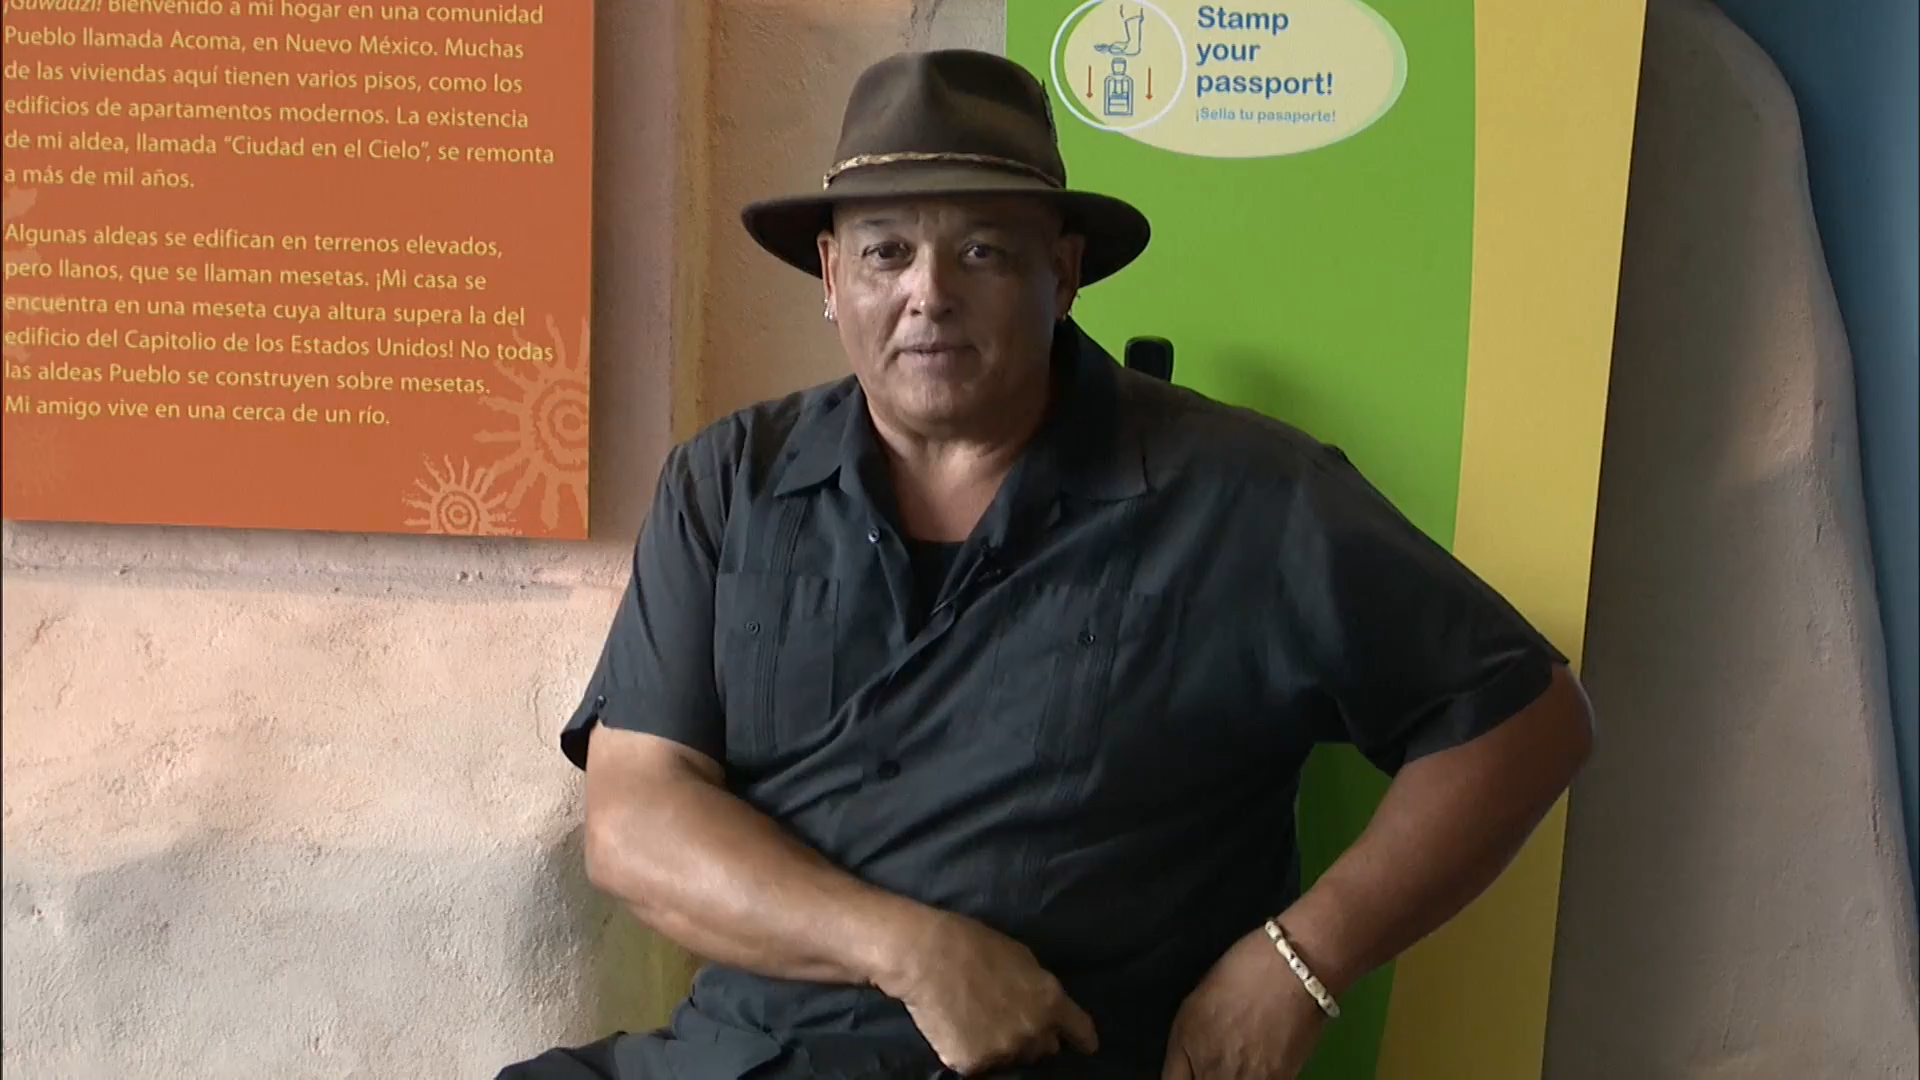 ¡Guwaadzi! Bienvenido a mi hogar en una comunidad
Pueblo llamada Acoma, en Nuevo México. Muchas
de las viviendas aquí tienen varios pisos, como los
edificios de apartamentos modernos. La existencia
de mi aldea, llamada “Ciudad en el Cielo”, se remonta
a más de mil años.
Algunas aldeas se edifican en terrenos elevados,
pero llanos, que se llaman mesetas. ¡Mi casa se
encuentra en una meseta cuya altura supera la del
edificio del Capitolio de los Estados Unidos! No todas
las aldeas Pueblo se construyen sobre mesetas.
Mi amigo vive en una cerca de un río.
Stamp
your
passport!
¡Sella tu pasaporte!